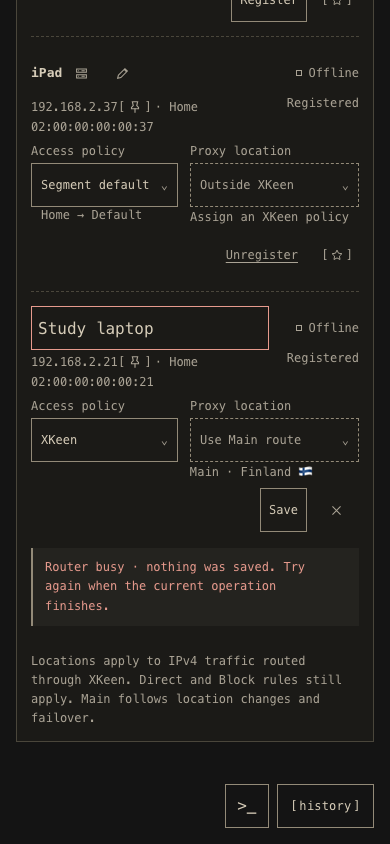 Register [☆]
iPad
Offline
192.168.2.37[ ]· Home
Registered
02:00:00:00:00:37
Access policy
Proxy location
Segment default
Outside XKeen
Home → Default
Assign an XKeen policy
Unregister [☆]
Study laptop
Offline
192.168.2.21[ ]· Home
Registered
02:00:00:00:00:21
Access policy
Proxy location
XKeen
Use Main route
Main · Finland 🇫🇮
Save ×
Router busy · nothing was saved. Try
again when the current operation
finishes.
Locations apply to IPv4 traffic routed
through XKeen. Direct and Block rules still
apply. Main follows location changes and
failover.
>_ [history]